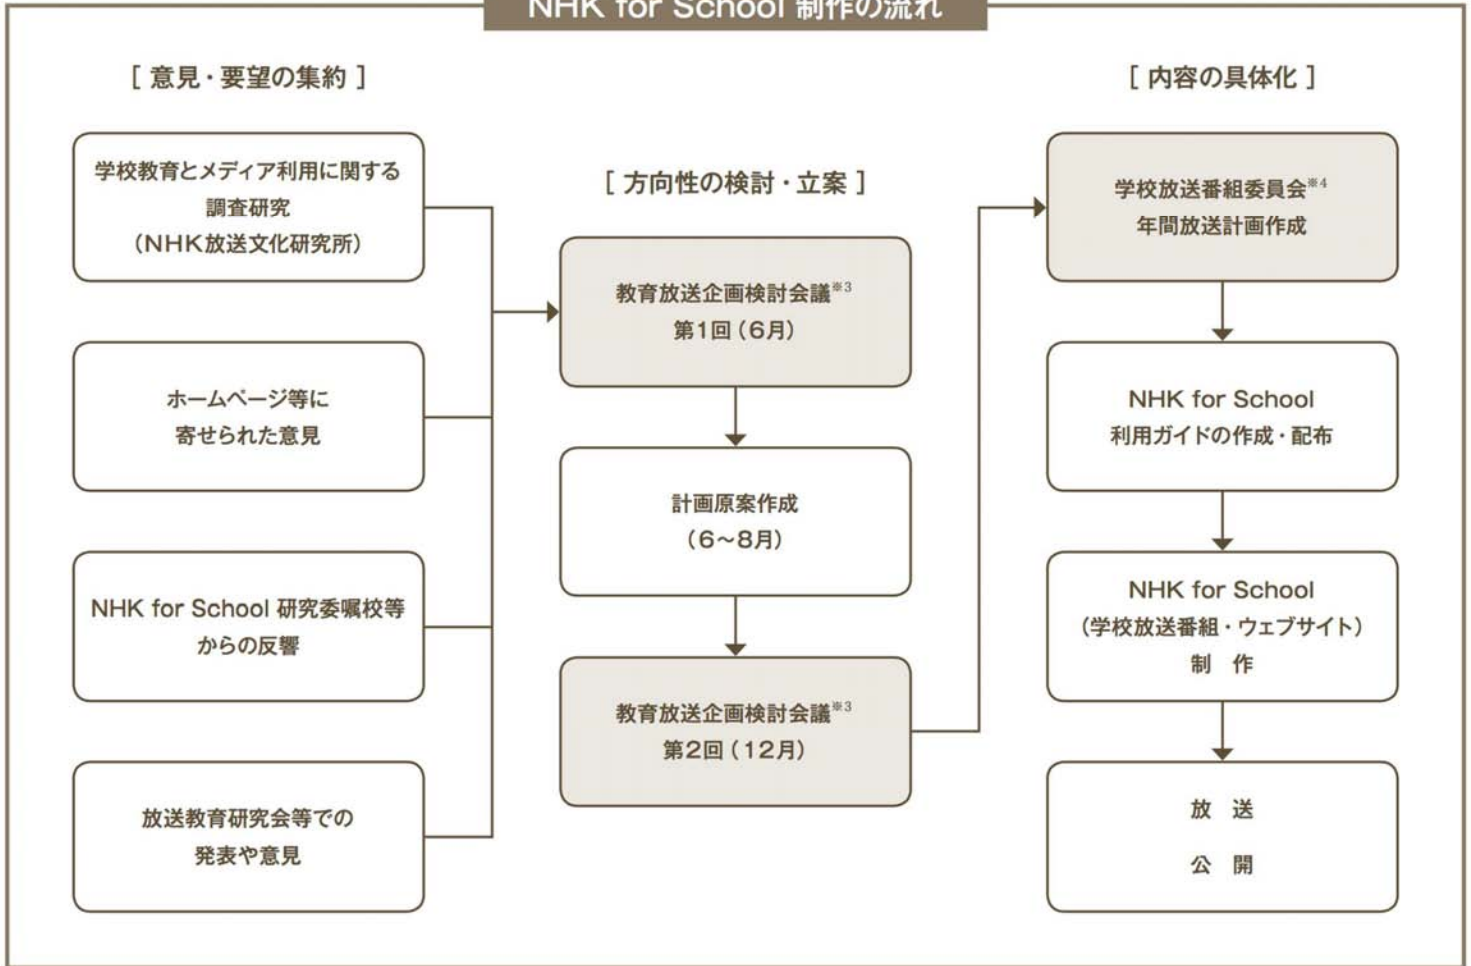 NHK for School 制作の流れ
[ 意見・要望の集約 ]
学校教育とメディア利用に関する
調査研究
(NHK放送文化研究所)
ホームページ等に
寄せられた意見
NHK for School 研究委嘱校等
からの反響
放送教育研究会等での
発表や意見
[ 方向性の検討・立案 ]
教育放送企画検討会議※3
第1回(6月)
計画原案作成
(6〜8月)
教育放送企画検討会議※3
第2回(12月)
[ 内容の具体化 ]
学校放送番組委員会※4
年間放送計画作成
NHK for School
利用ガイドの作成・配布
NHK for School
(学校放送番組・ウェブサイト)
制 作
放 送
公 開